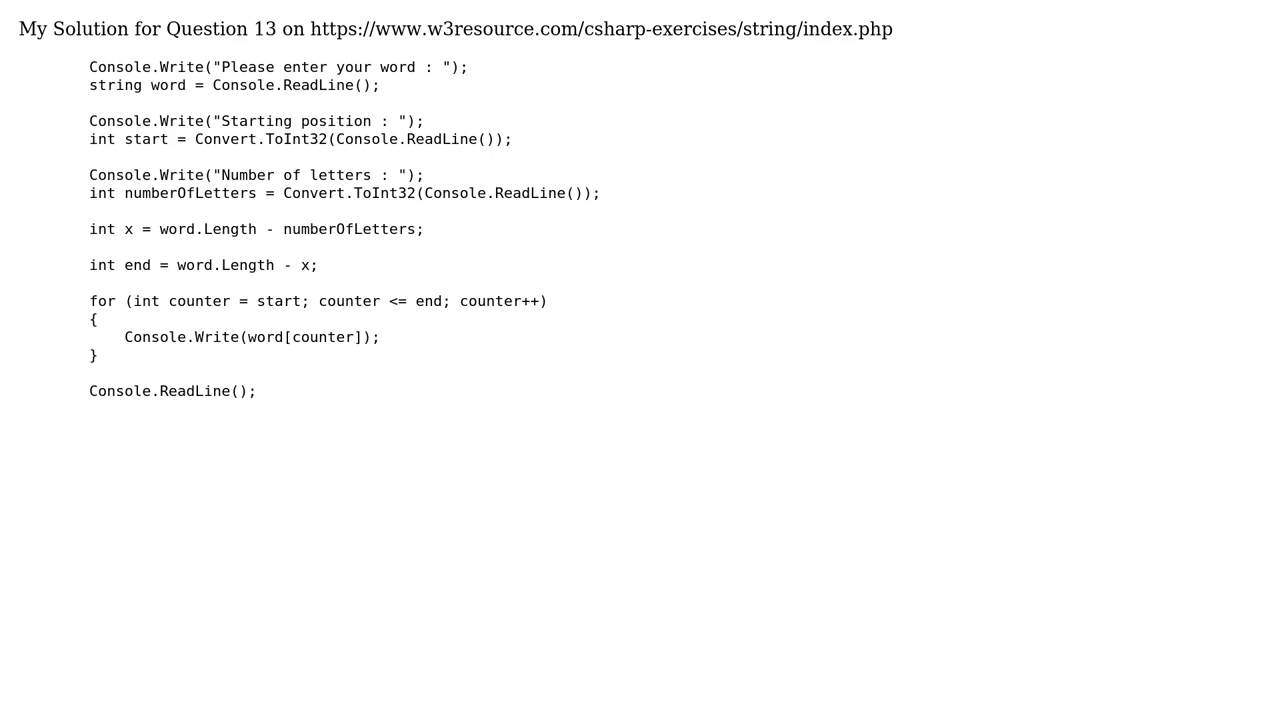 My Solution for Question 13 on https://www.w3resource.com/csharp-exercises/string/index.php
Console.Write("Please enter your word : ");
string word = Console.ReadLine();
Console.Write("Starting position : ");
int start = Convert.ToInt32(Console.ReadLine());
Console.Write("Number of letters : ");
int numberOfLetters = Convert.ToInt32(Console.ReadLine());
int x = word.Length - numberOfLetters;
int end = word.Length - x;
for (int counter = start; counter <= end; counter++)
{
    Console.Write(word[counter]);
}
Console.ReadLine();